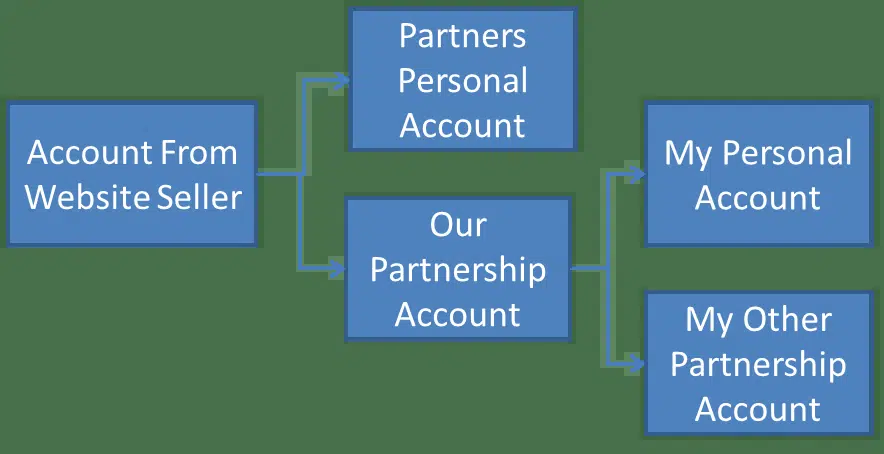 Partners
Personal
Account
Account From
Website Seller
My Personal
Account
Our
Partnership
Account
My Other
Partnership
Account